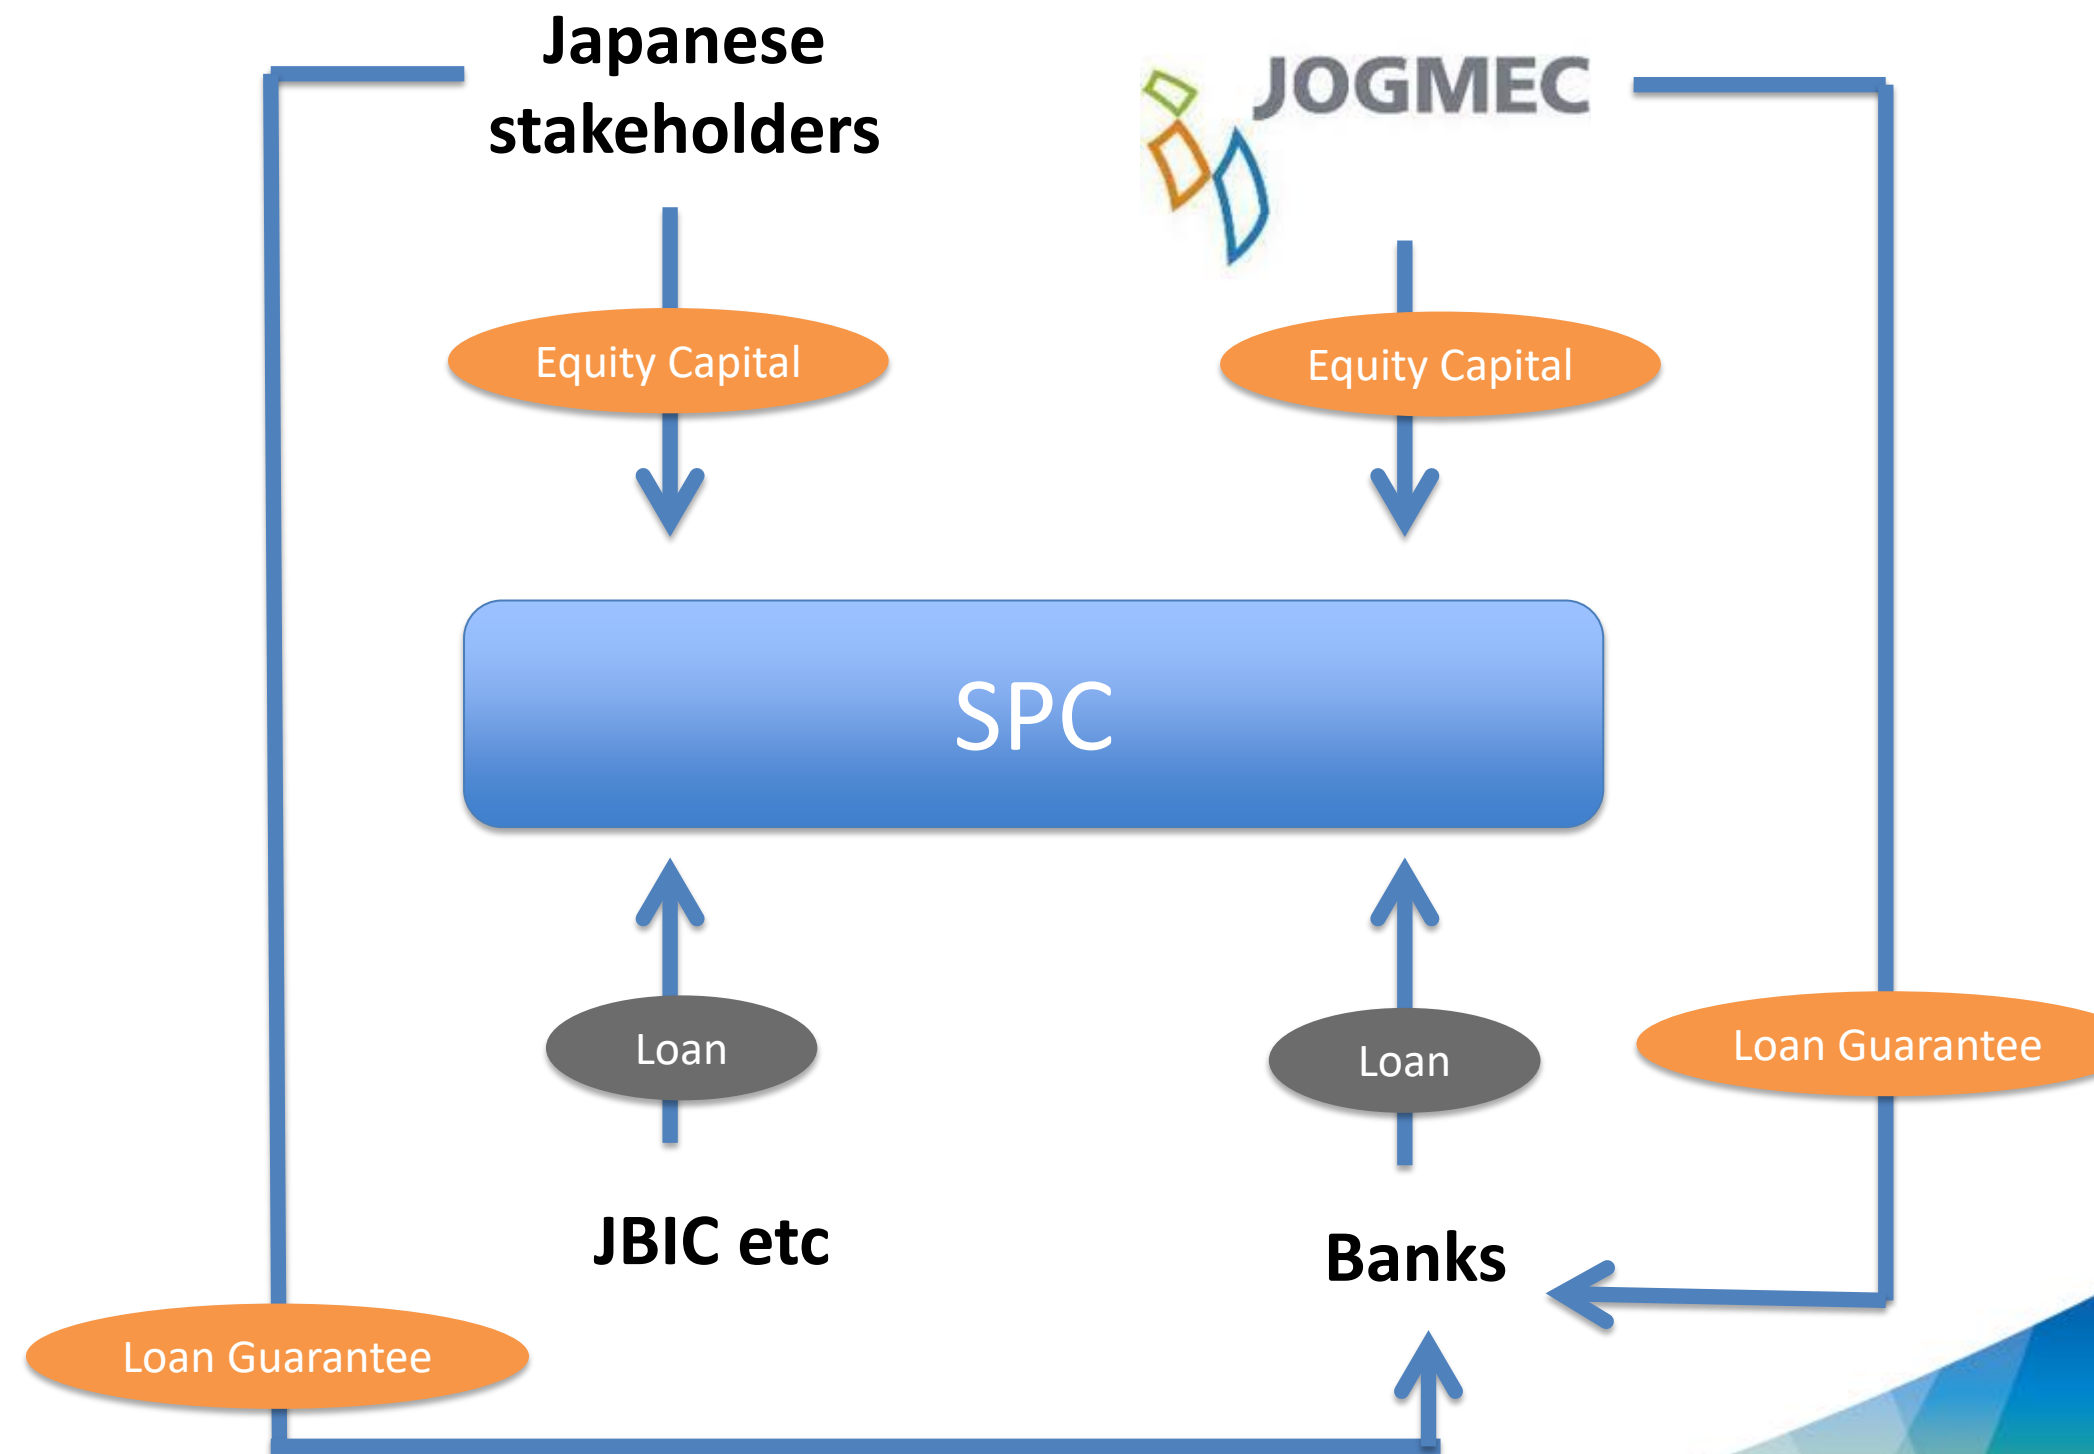 Japanese
stakeholders
JOGMEC
Equity Capital
Equity Capital
SPC
Loan
Loan
Loan Guarantee
JBIC etc
Banks
Loan Guarantee